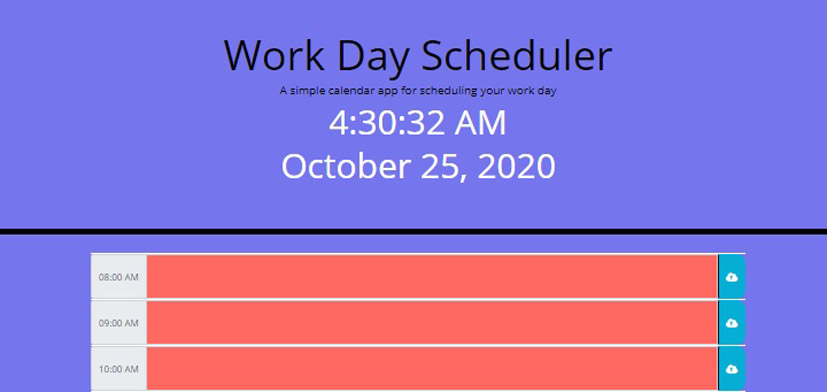 Work Day Scheduler
A simple calendar app for scheduling your work day
4:30:32 AM
October 25, 2020
08:00 AM
09:00 AM
10:00 AM